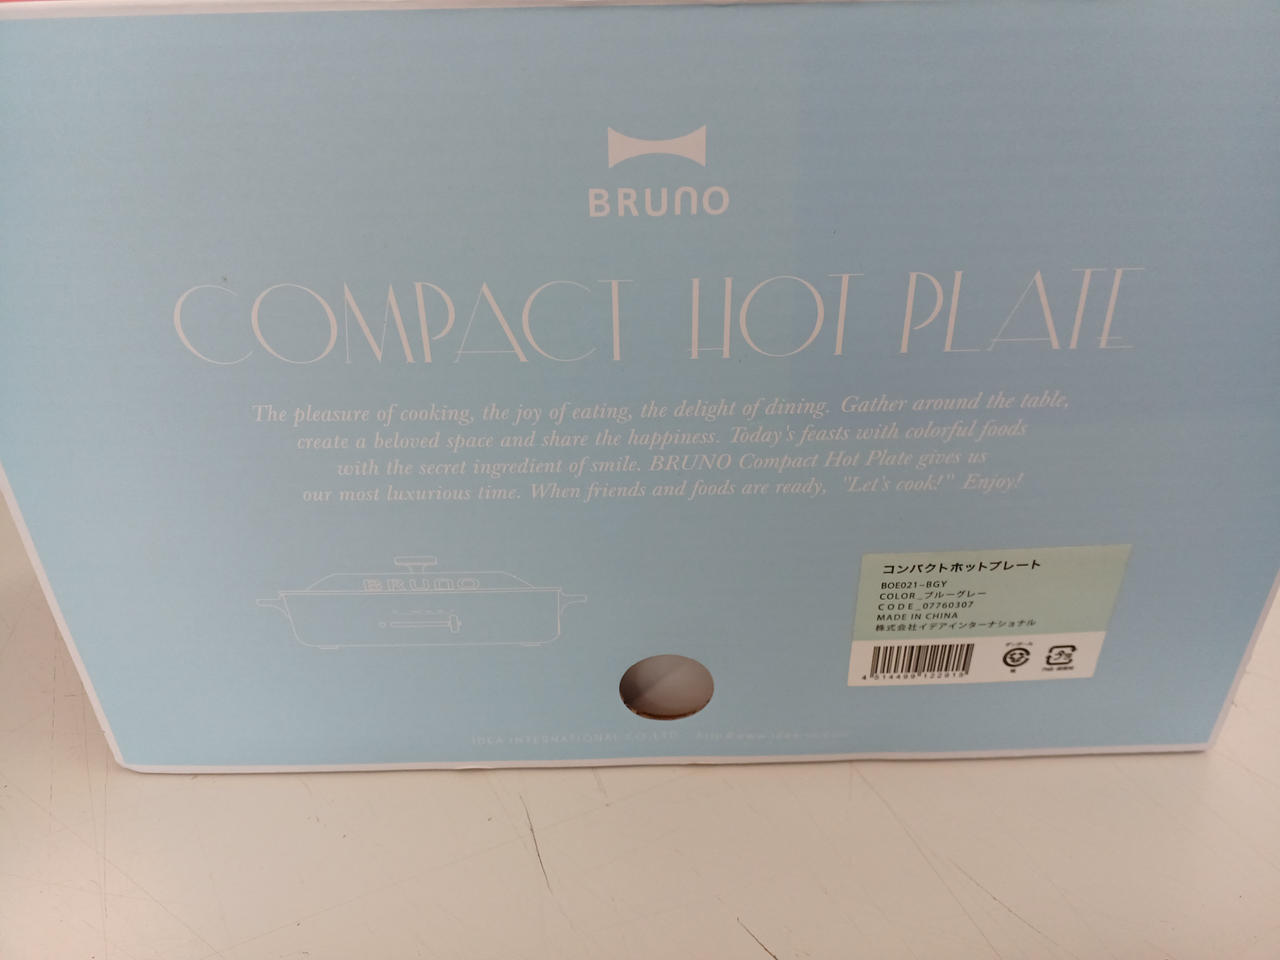 BRUNO
COMPACT HOT PLATE
The pleasure of cooking, the joy of eating, the delight of dining. Gather around the table,
create a beloved space and share the happiness. Today's feasts with colorful foods
with the secret ingredient of smile. BRUNO Compact Hot Plate gives us
our most luxurious time. When friends and foods are ready, "Let's cook!" Enjoy!
BRUNO
コンパクトホットプレート
BOE021-BGY
COLOR_ブルーグレー
CODE_07760307
MADE IN CHINA
株式会社イデアインターナショナル
IDEA INTERNATIONAL CO.,LTD.